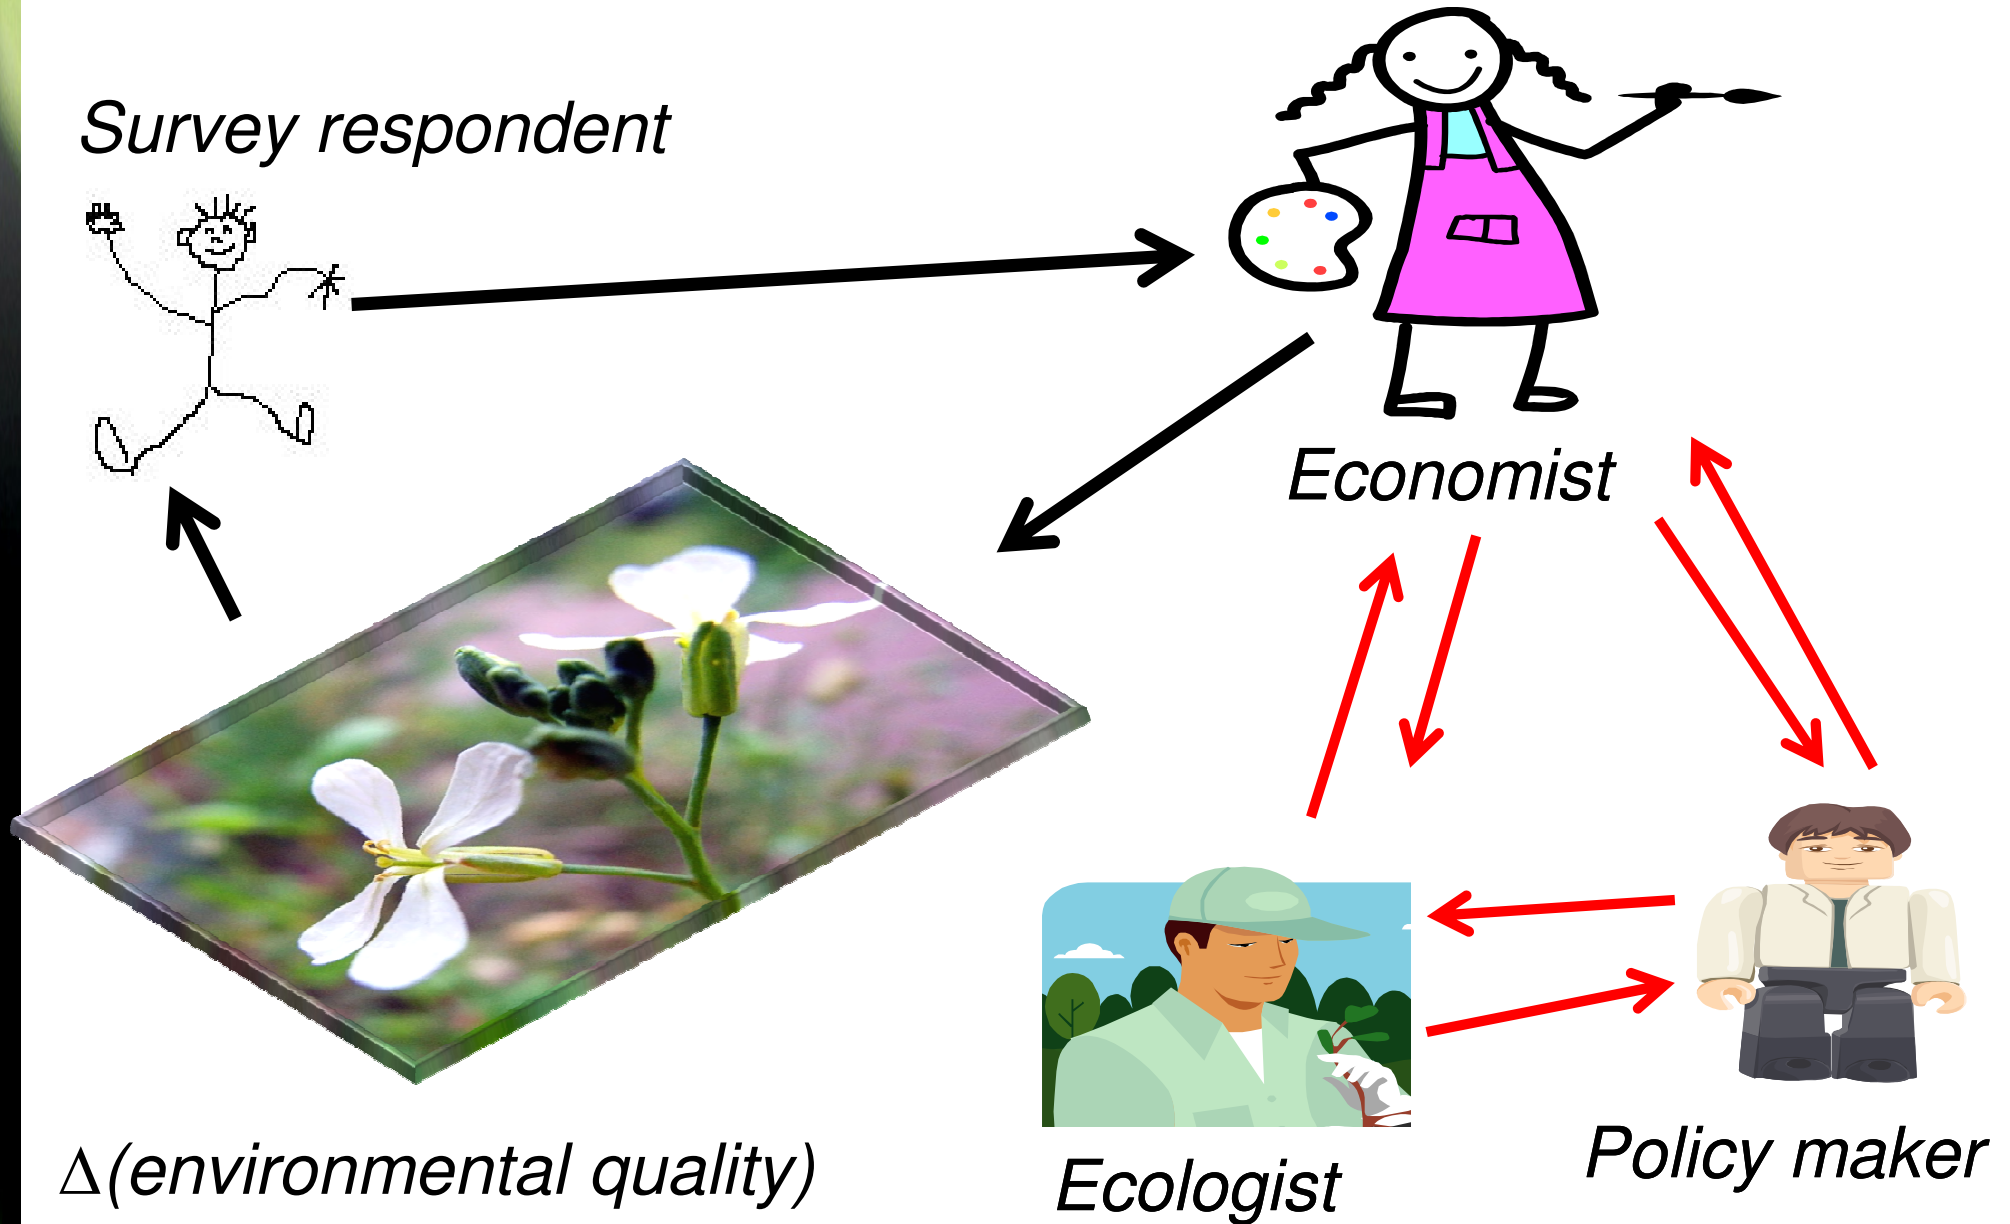 Survey respondent
Economist
Δ(environmental quality)
Ecologist
Policy maker